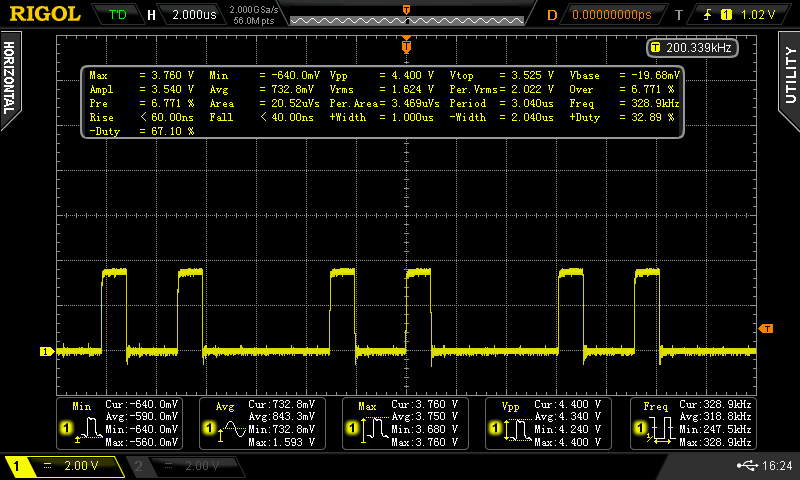 RIGOL T'D H 2.000us 2.000GSa/s 56.0M pts D 0.00000000ps T 1 1.02 V
T
T T 200.339kHz
HORIZONTAL
UTILITY
Max = 3.760 V Min = -640.0mV Vpp = 4.400 V Vtop = 3.525 V Vbase = -19.68mV
Ampl = 3.540 V Avg = 732.8mV Vrms = 1.624 V Per.Vrms = 2.022 V Over = 6.771 %
Pre = 6.771 % Area = 20.52uVs Per.Area = 3.469uVs Period = 3.040us Freq = 328.9kHz
Rise < 60.00ns Fall < 40.00ns +Width = 1.000us -Width = 2.040us +Duty = 32.89 %
-Duty = 67.10 %
T
1
Min Cur:-640.0mV Avg Cur:732.8mV Max Cur:3.760 V Vpp Cur:4.400 V Freq Cur:328.9kHz
Avg:-590.0mV Avg:843.3mV Avg:3.750 V Avg:4.340 V Avg:318.8kHz
1 Min:-640.0mV 1 Min:732.8mV 1 Min:3.680 V 1 Min:4.240 V 1 Min:247.5kHz
Max:-560.0mV Max:1.593 V Max:3.760 V Max:4.400 V Max:328.9kHz
1 2.00 V 2 2.00 V 16:24